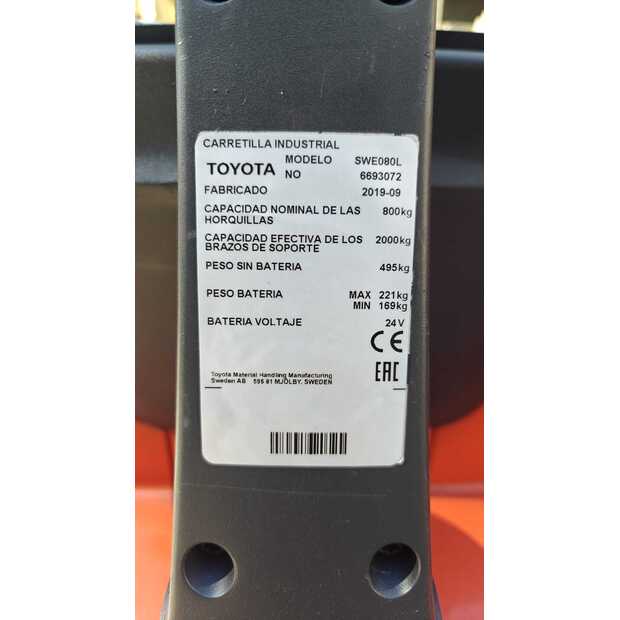 CARRETILLA INDUSTRIAL
TOYOTA MODELO SWE080L
NO 6693072
FABRICADO 2019-09
CAPACIDAD NOMINAL DE LAS 800kg
HORQUILLAS
CAPACIDAD EFECTIVA DE LOS 2000kg
BRAZOS DE SOPORTE
PESO SIN BATERIA 495kg
PESO BATERIA MAX 221kg
MIN 169kg
BATERIA VOLTAJE 24V
CE
Toyota Material Handling Manufacturing
Sweden AB 595 81 MJÖLBY. SWEDEN
EAC